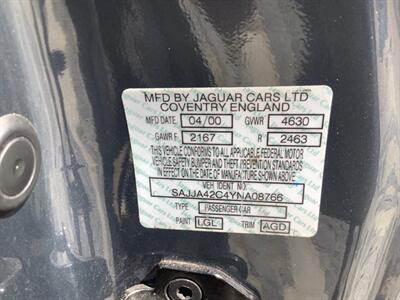 MFD BY JAGUAR CARS LTD
COVENTRY ENGLAND
MFD DATE 04/00 GVWR 4630
GAWR F 2167 R 2463
THIS VEHICLE CONFORMS TO ALL APPLICABLE FEDERAL MOTOR
VEHICLE SAFETY BUMPER AND THEFT PREVENTION STANDARDS
IN EFFECT ON THE DATE OF MANUFACTURE SHOWN ABOVE.
VEH IDENT NO.
SAJJA42C4YNA08766
TYPE PASSENGER CAR
PAINT LGL TRIM AGD